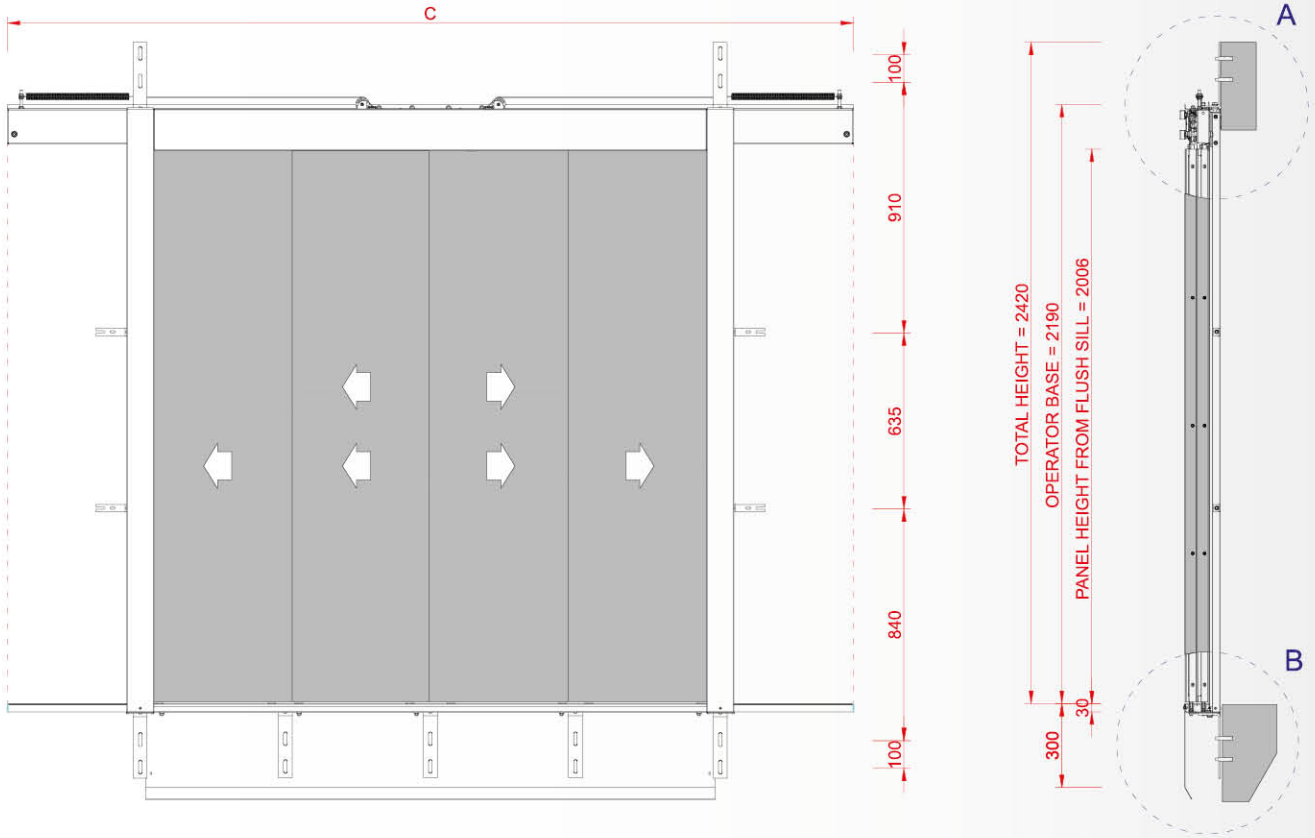 C
100
910
635
840
100
TOTAL HEIGHT = 2420
OPERATOR BASE = 2190
PANEL HEIGHT FROM FLUSH SILL = 2006
30
300
A
B